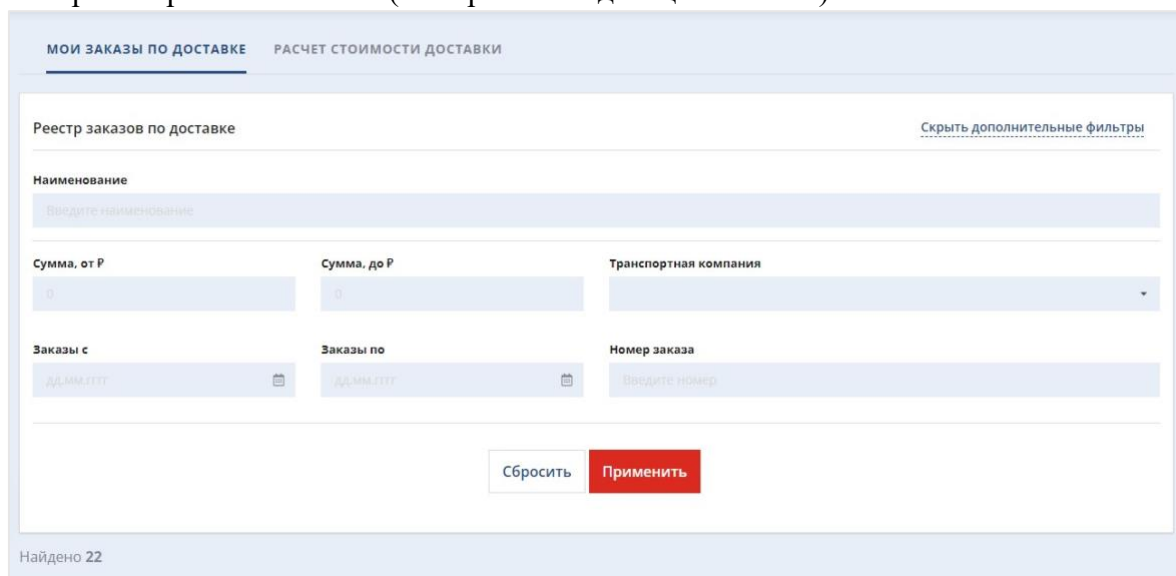 МОИ ЗАКАЗЫ ПО ДОСТАВКЕ РАСЧЕТ СТОИМОСТИ ДОСТАВКИ
Реестр заказов по доставке Скрыть дополнительные фильтры
Наименование
Введите наименование
Сумма, от ₽ Сумма, до ₽ Транспортная компания
0 0
Заказы с Заказы по Номер заказа
дд.мм.гггг дд.мм.гггг Введите номер
Сбросить Применить
Найдено 22